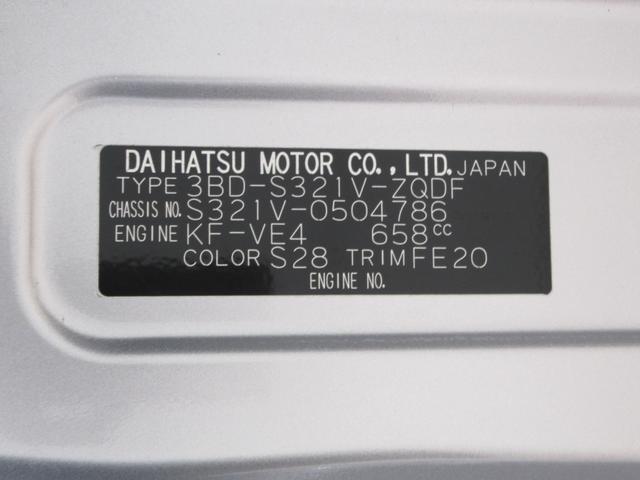 DAIHATSU MOTOR CO.,LTD. JAPAN
TYPE 3BD-S321V-ZQDF
CHASSIS NO. S321V-0504786
ENGINE KF-VE4 658cc
COLOR S28 TRIM FE20
ENGINE NO.